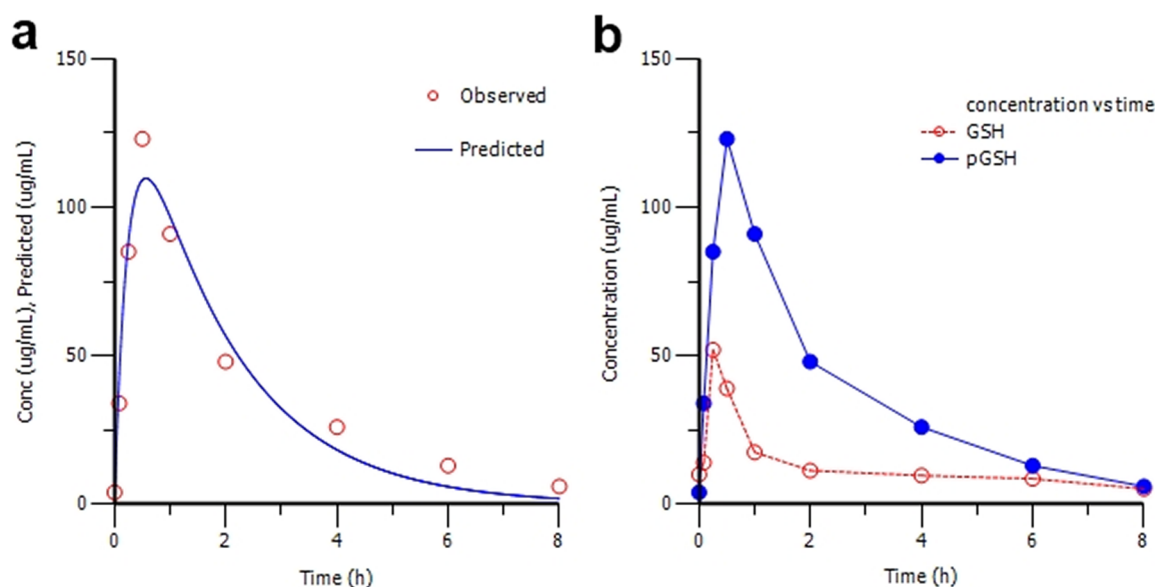 a
150
100
50
0
Conc (ug/mL), Predicted (ug/mL)
Observed
Predicted
0 2 4 6 8
Time (h)
b
150
100
50
0
Concentration (ug/mL)
concentration vs time
GSH
pGSH
0 2 4 6 8
Time (h)